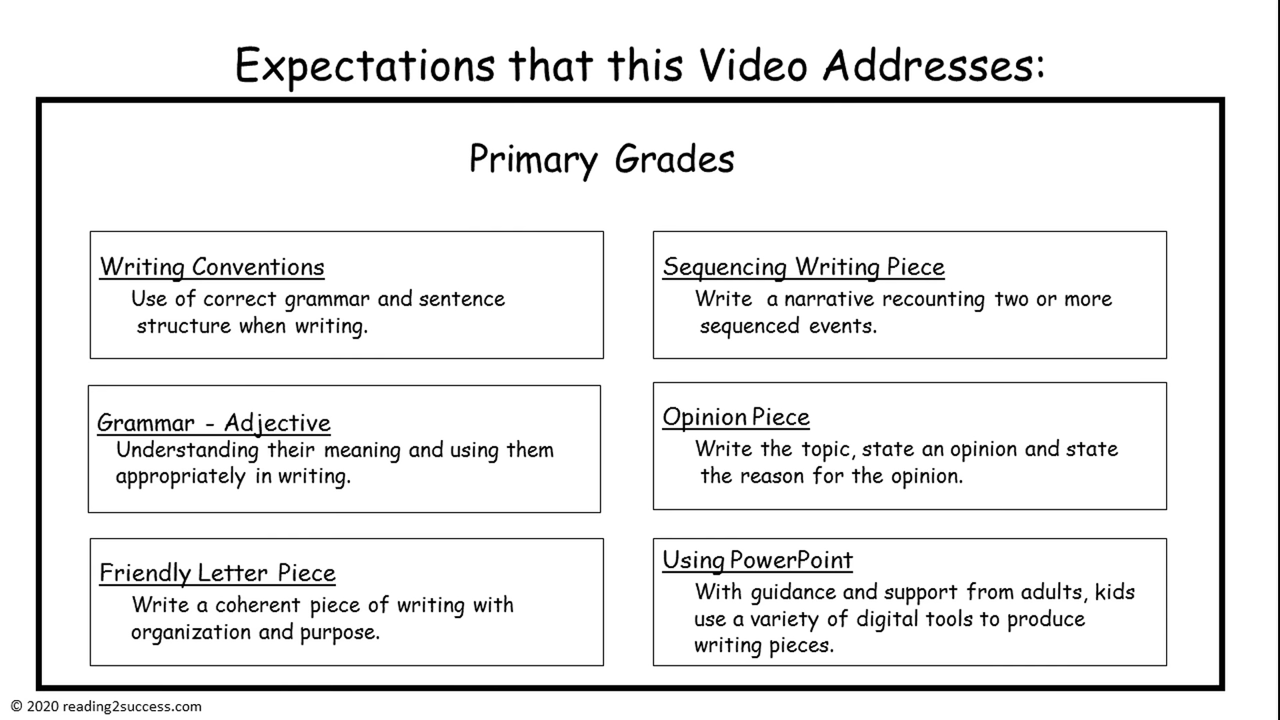 Expectations that this Video Addresses:
Primary Grades
Writing Conventions
Use of correct grammar and sentence
structure when writing.
Sequencing Writing Piece
Write a narrative recounting two or more
sequenced events.
Grammar - Adjective
Understanding their meaning and using them
appropriately in writing.
Opinion Piece
Write the topic, state an opinion and state
the reason for the opinion.
Friendly Letter Piece
Write a coherent piece of writing with
organization and purpose.
Using PowerPoint
With guidance and support from adults, kids
use a variety of digital tools to produce
writing pieces.
© 2020 reading2success.com